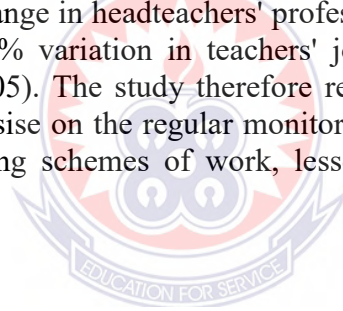 ange in headteachers' profes
% variation in teachers' jo
05). The study therefore re
sise on the regular monitor
ng schemes of work, less
EDUCATION FOR SERVICE